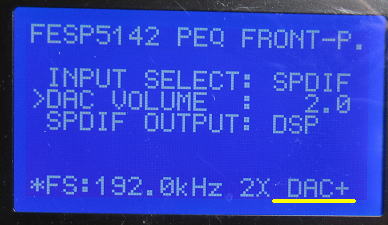 FESP5142 PEQ FRONT-P.
INPUT SELECT: SPDIF
>DAC VOLUME : 2.0
SPDIF OUTPUT: DSP
*FS:192.0kHz 2X DAC+